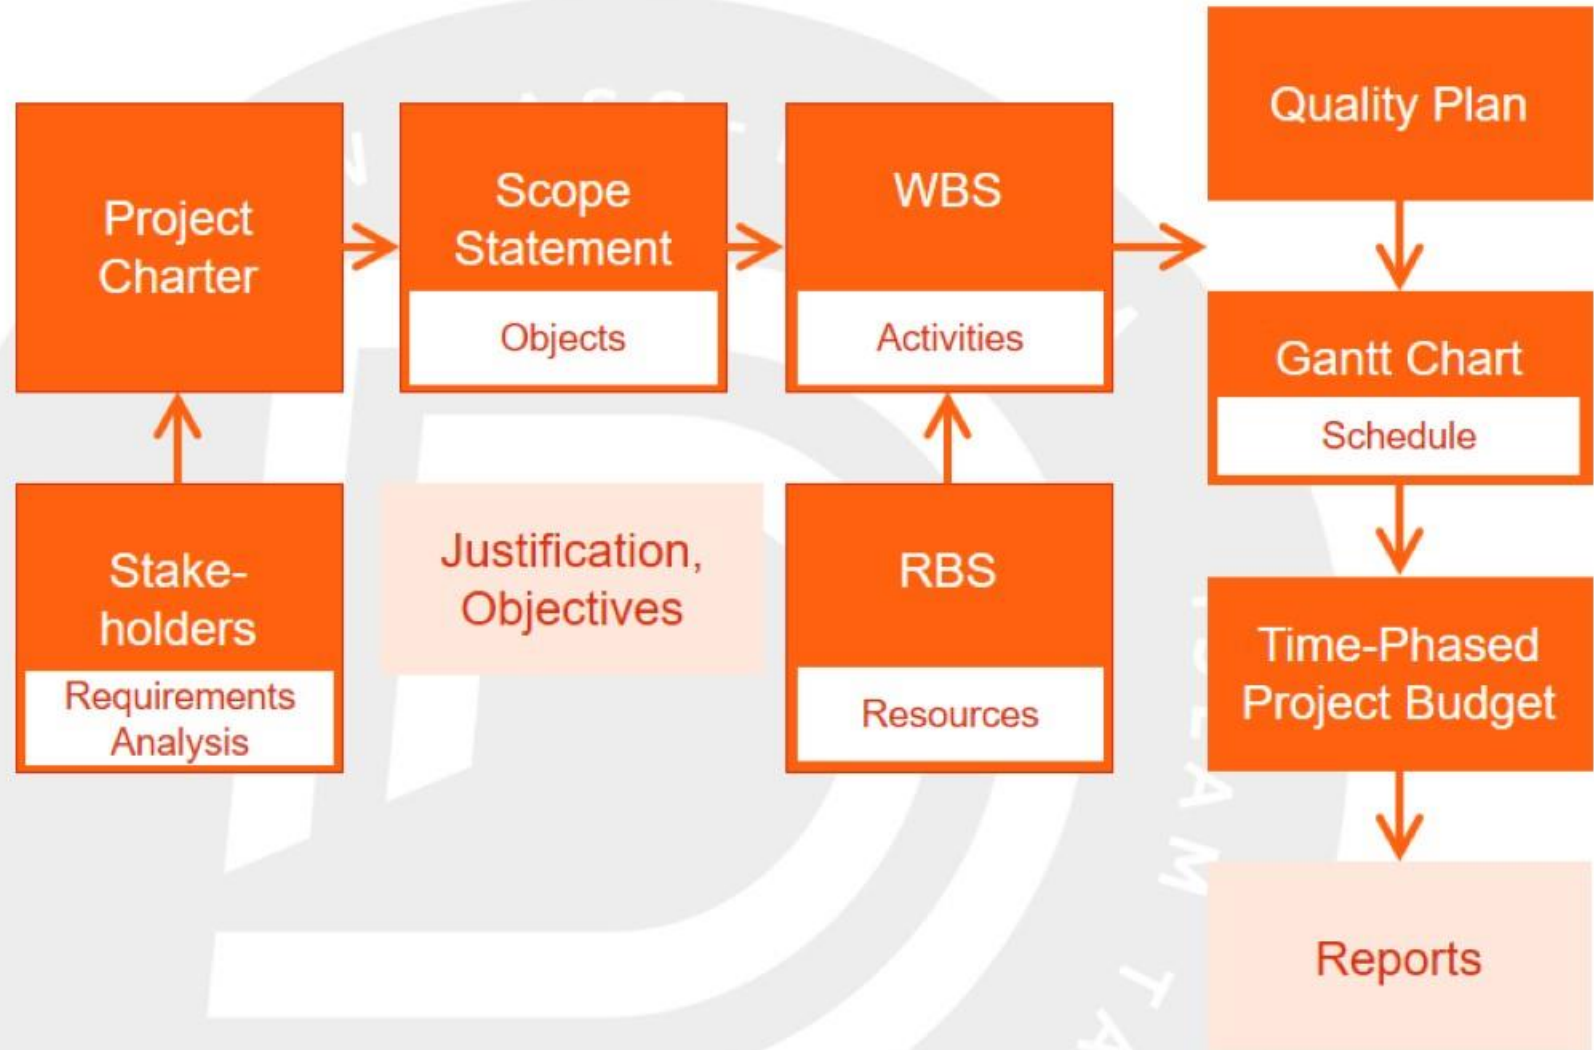 Project
Charter
Scope
Statement
Objects
WBS
Activities
Quality Plan
Gantt Chart
Schedule
Stake-
holders
Requirements
Analysis
Justification,
Objectives
RBS
Resources
Time-Phased
Project Budget
Reports